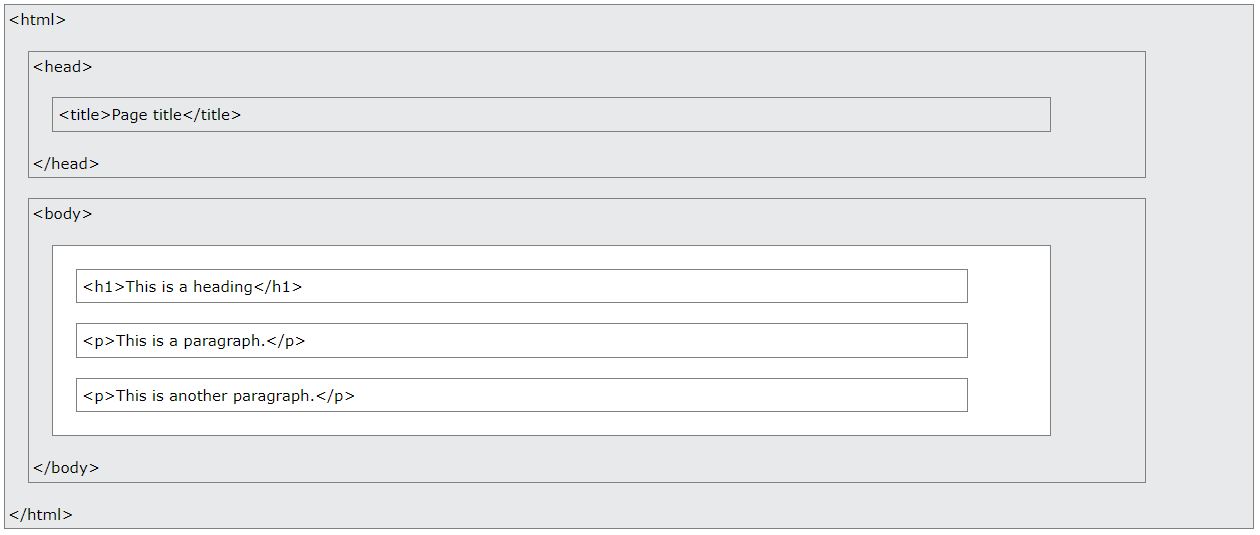 <html>
<head>
<title>Page title</title>
</head>
<body>
<h1>This is a heading</h1>
<p>This is a paragraph.</p>
<p>This is another paragraph.</p>
</body>
</html>